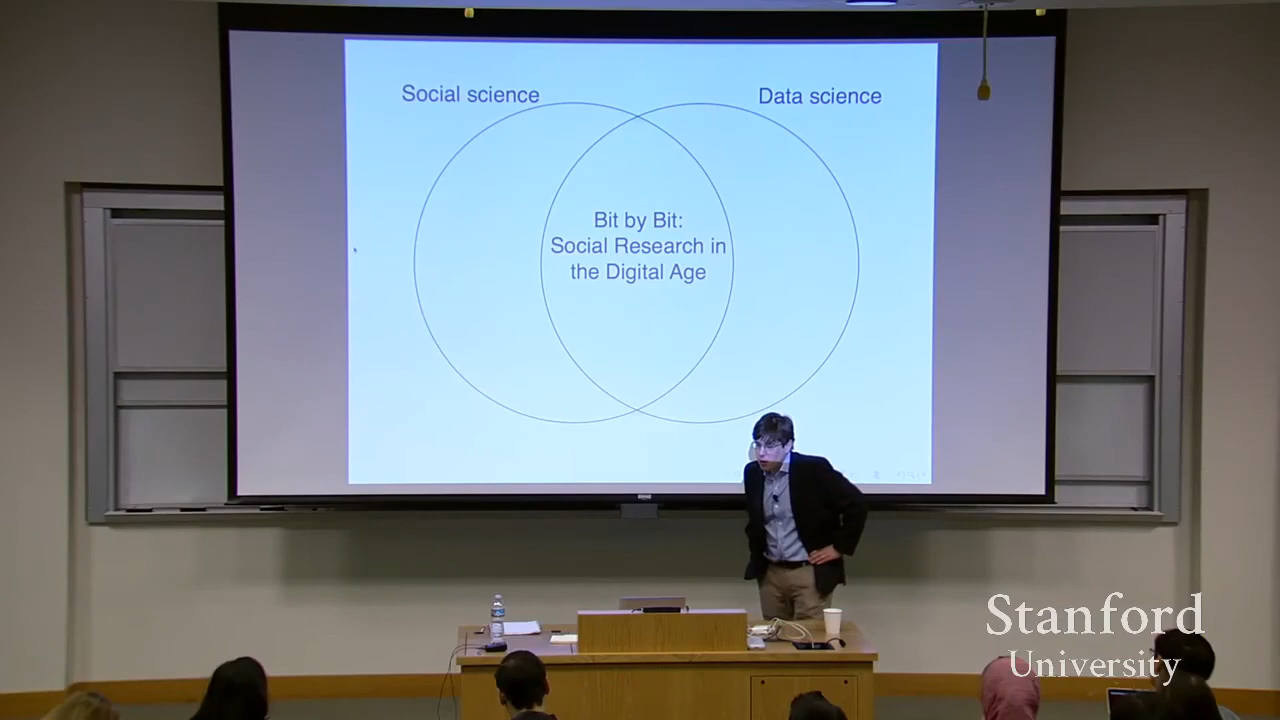 Social science
Data science
Bit by Bit:
Social Research in
the Digital Age
Stanford
University